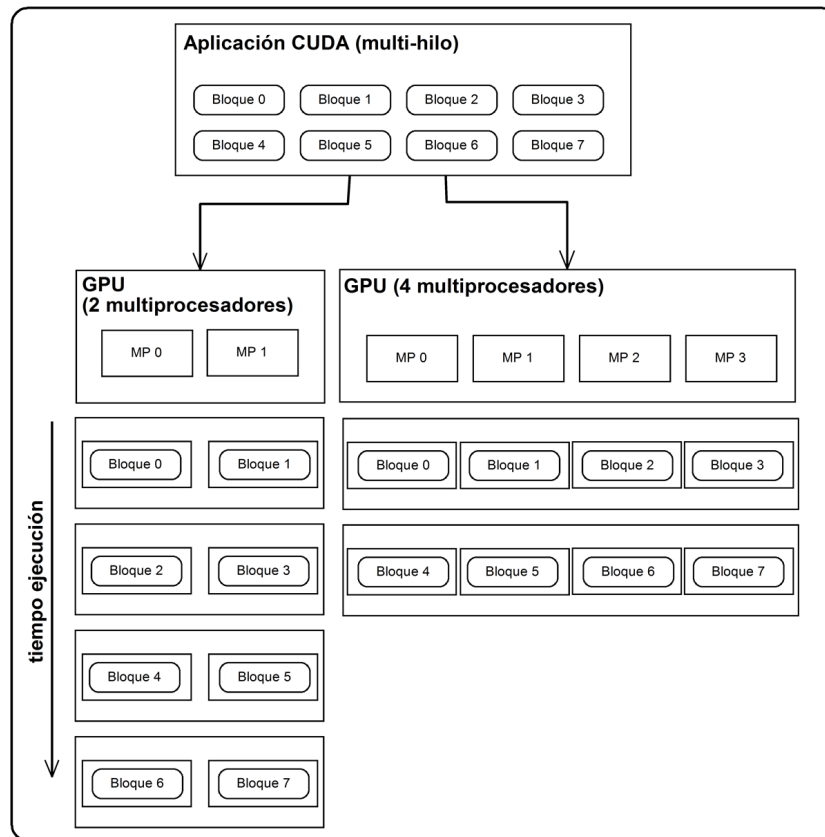 Aplicación CUDA (multi-hilo)
Bloque 0 Bloque 1 Bloque 2 Bloque 3
Bloque 4 Bloque 5 Bloque 6 Bloque 7
GPU
(2 multiprocesadores)
MP 0 MP 1
GPU (4 multiprocesadores)
MP 0 MP 1 MP 2 MP 3
tiempo ejecución
Bloque 0 Bloque 1
Bloque 2 Bloque 3
Bloque 4 Bloque 5
Bloque 6 Bloque 7
Bloque 0 Bloque 1 Bloque 2 Bloque 3
Bloque 4 Bloque 5 Bloque 6 Bloque 7